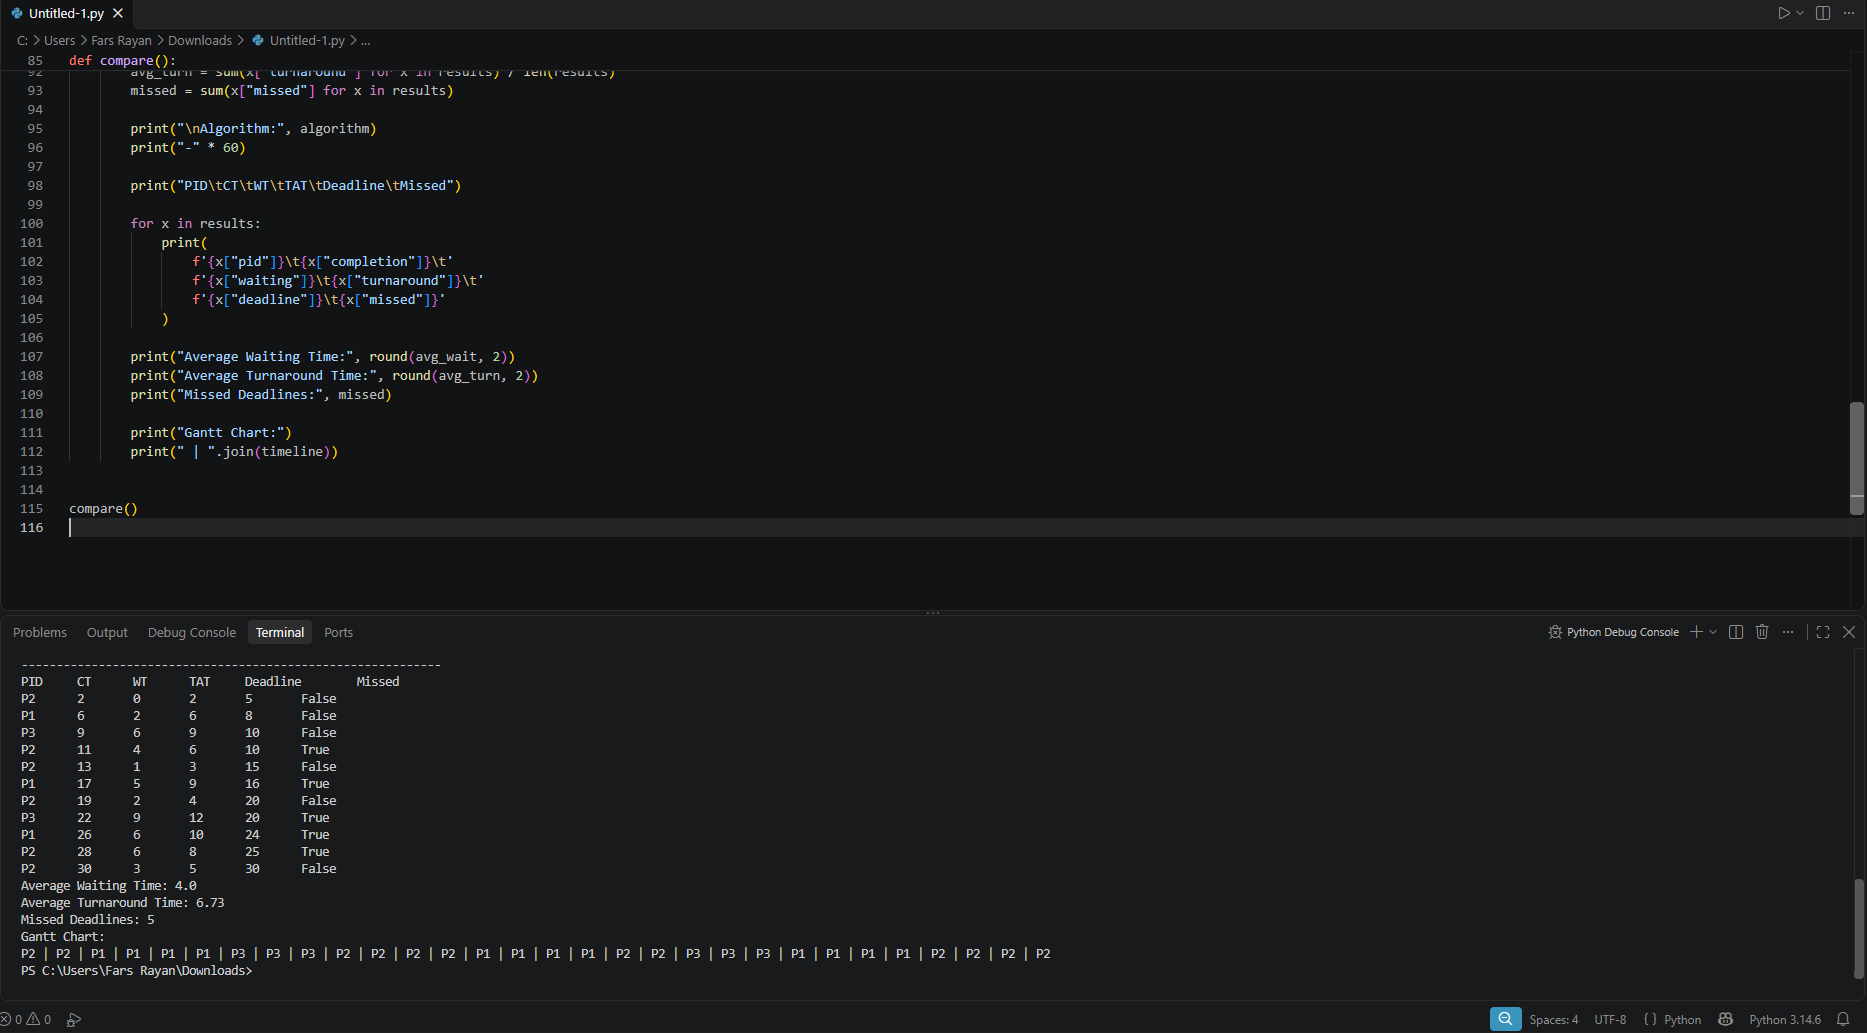 Untitled-1.py
C: > Users > Fars Rayan > Downloads > Untitled-1.py > ...
85 def compare():
92 avg_turn = sum(x["turnaround"] for x in results) / len(results)
93 missed = sum(x["missed"] for x in results)
94
95 print("\nAlgorithm:", algorithm)
96 print("-" * 60)
97
98 print("PID\tCT\tWT\tTAT\tDeadline\tMissed")
99
100 for x in results:
101 print(
102 f'{x["pid"]}\t{x["completion"]}\t'
103 f'{x["waiting"]}\t{x["turnaround"]}\t'
104 f'{x["deadline"]}\t{x["missed"]}'
105 )
106
107 print("Average Waiting Time:", round(avg_wait, 2))
108 print("Average Turnaround Time:", round(avg_turn, 2))
109 print("Missed Deadlines:", missed)
110
111 print("Gantt Chart:")
112 print(" | ".join(timeline))
113
114
115 compare()
116
Problems Output Debug Console Terminal Ports Python Debug Console
------------------------------------------------------------
PID CT WT TAT Deadline Missed
P2 2 0 2 5 False
P1 6 2 6 8 False
P3 9 6 9 10 False
P2 11 4 6 10 True
P2 13 1 3 15 False
P1 17 5 9 16 True
P2 19 2 4 20 False
P3 22 9 12 20 True
P1 26 6 10 24 True
P2 28 6 8 25 True
P2 30 3 5 30 False
Average Waiting Time: 4.0
Average Turnaround Time: 6.73
Missed Deadlines: 5
Gantt Chart:
P2 | P2 | P1 | P1 | P1 | P1 | P3 | P3 | P3 | P2 | P2 | P2 | P2 | P1 | P1 | P1 | P1 | P2 | P2 | P3 | P3 | P3 | P1 | P1 | P1 | P1 | P2 | P2 | P2 | P2
PS C:\Users\Fars Rayan\Downloads>
0 0 Spaces: 4 UTF-8 { } Python Python 3.14.6